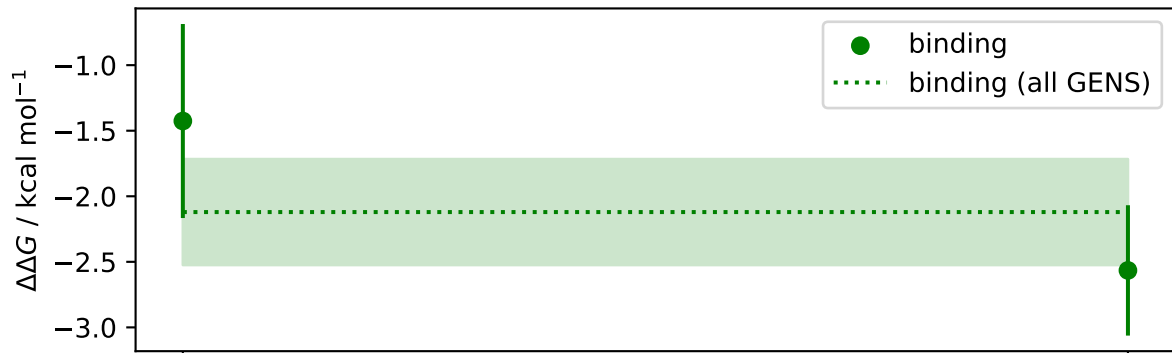 ΔΔG / kcal mol⁻¹
−1.0
−1.5
−2.0
−2.5
−3.0
binding
binding (all GENS)